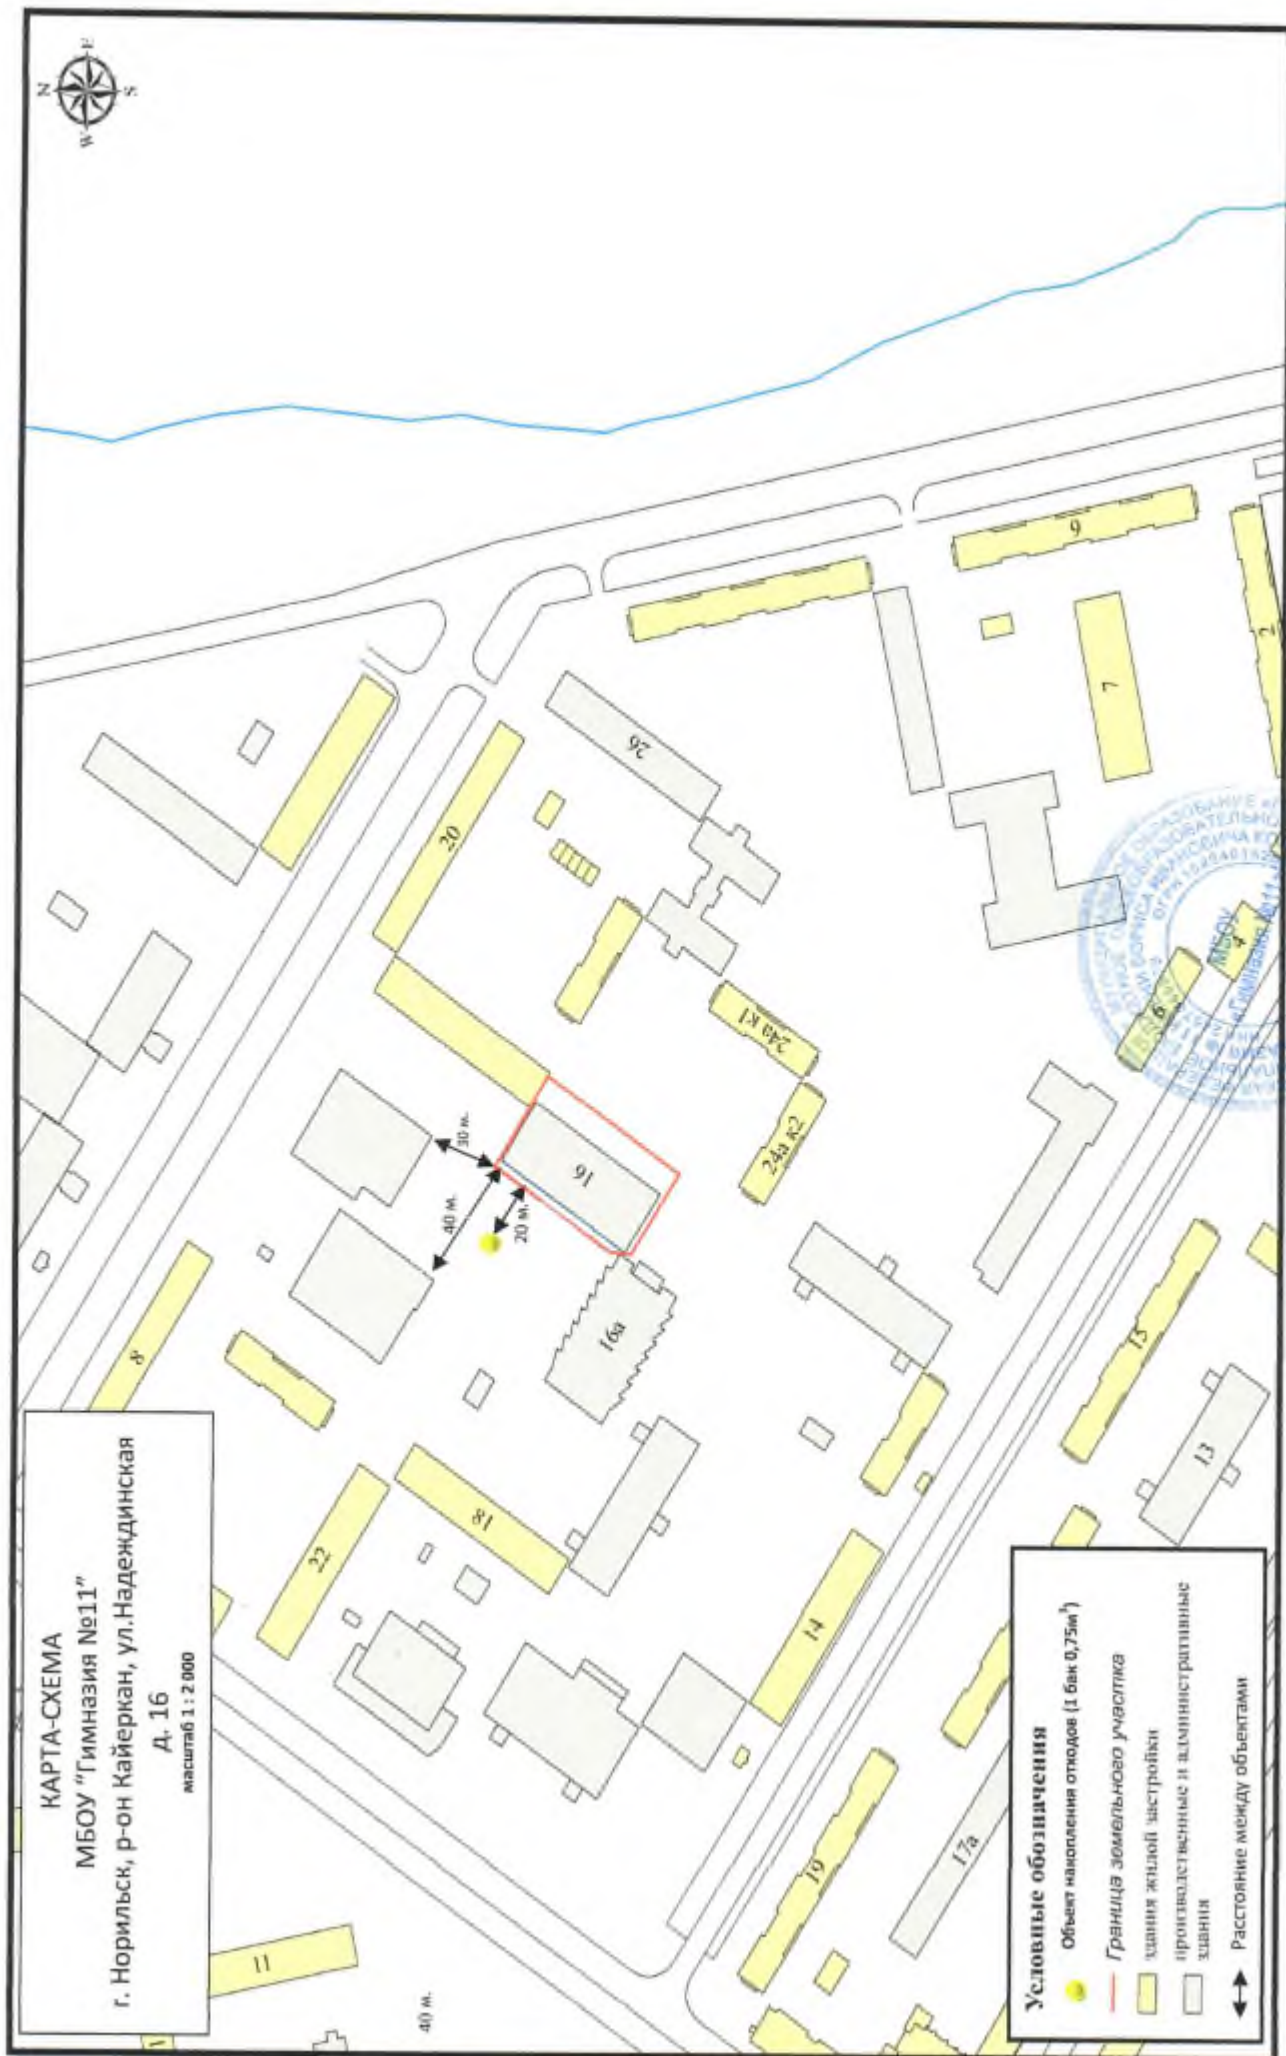 КАРТА-СХЕМА
МБОУ "Гимназия №11"
г. Норильск, р-он Кайеркан, ул.Надеждинская
д. 16
масштаб 1 : 2 000
N
E
S
W
8
22
18
11
1
40 м.
20
26
30 м.
40 м.
20 м.
16
16а
24а к1
24а к2
9
7
2
6
4
МБОУ
«Гимназия №11
15
13
14
19
17а
Условные обозначения
Объект накопления отходов (1 бак 0,75м³)
Граница земельного участка
здания жилой застройки
производственные и административные
здания
Расстояние между объектами